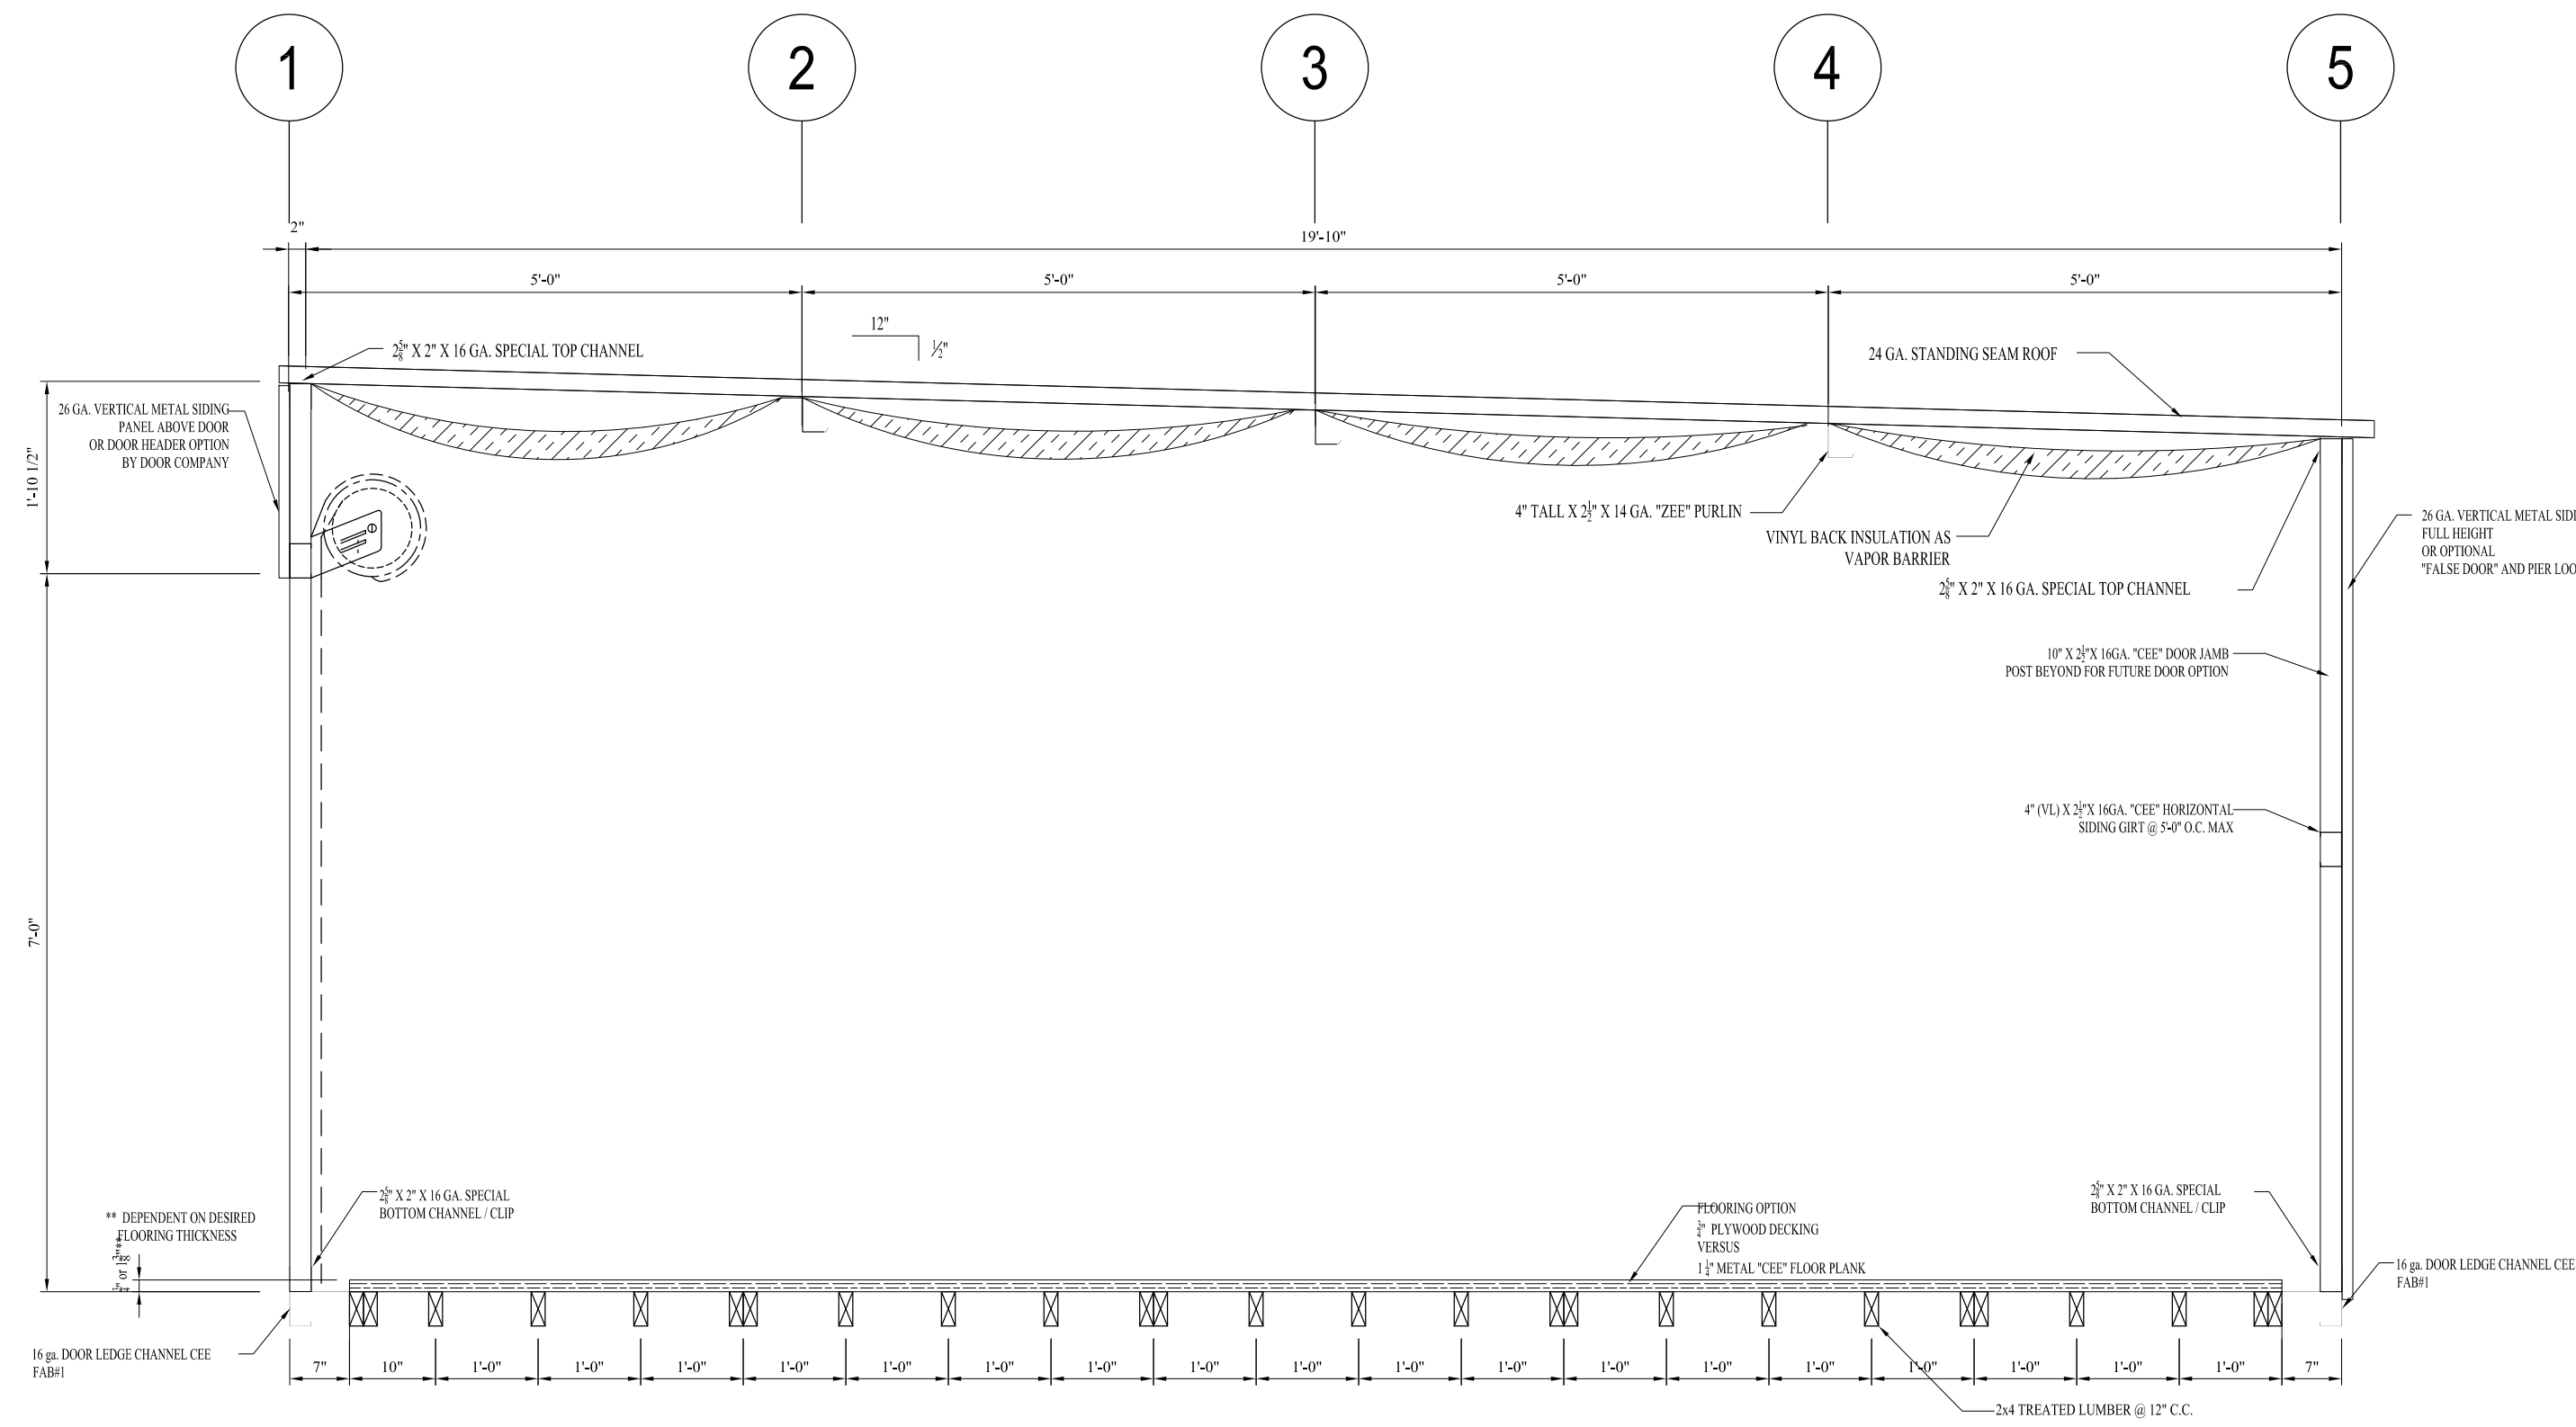 1 2 3 4 5
2" 19'-10"
5'-0" 5'-0" 5'-0" 5'-0"
12"
½"
2⅝" X 2" X 16 GA. SPECIAL TOP CHANNEL
24 GA. STANDING SEAM ROOF
26 GA. VERTICAL METAL SIDING
PANEL ABOVE DOOR
OR DOOR HEADER OPTION
BY DOOR COMPANY
1'-10 1/2"
4" TALL X 2½" X 14 GA. "ZEE" PURLIN
VINYL BACK INSULATION AS
VAPOR BARRIER
2⅝" X 2" X 16 GA. SPECIAL TOP CHANNEL
26 GA. VERTICAL METAL SIDI
FULL HEIGHT
OR OPTIONAL
"FALSE DOOR" AND PIER LOO
10" X 2½"X 16GA. "CEE" DOOR JAMB
POST BEYOND FOR FUTURE DOOR OPTION
4" (VL) X 2½"X 16GA. "CEE" HORIZONTAL
SIDING GIRT @ 5'-0" O.C. MAX
7'-0"
2⅝" X 2" X 16 GA. SPECIAL
BOTTOM CHANNEL / CLIP
** DEPENDENT ON DESIRED
FLOORING THICKNESS
¾" or 1⅜"**
FLOORING OPTION
¾" PLYWOOD DECKING
VERSUS
1 ¼" METAL "CEE" FLOOR PLANK
2⅝" X 2" X 16 GA. SPECIAL
BOTTOM CHANNEL / CLIP
16 ga. DOOR LEDGE CHANNEL CEE
FAB#1
16 ga. DOOR LEDGE CHANNEL CEE
FAB#1
7" 10" 1'-0" 1'-0" 1'-0" 1'-0" 1'-0" 1'-0" 1'-0" 1'-0" 1'-0" 1'-0" 1'-0" 1'-0" 1'-0" 1'-0" 1'-0" 1'-0" 1'-0" 1'-0" 7"
2x4 TREATED LUMBER @ 12" C.C.